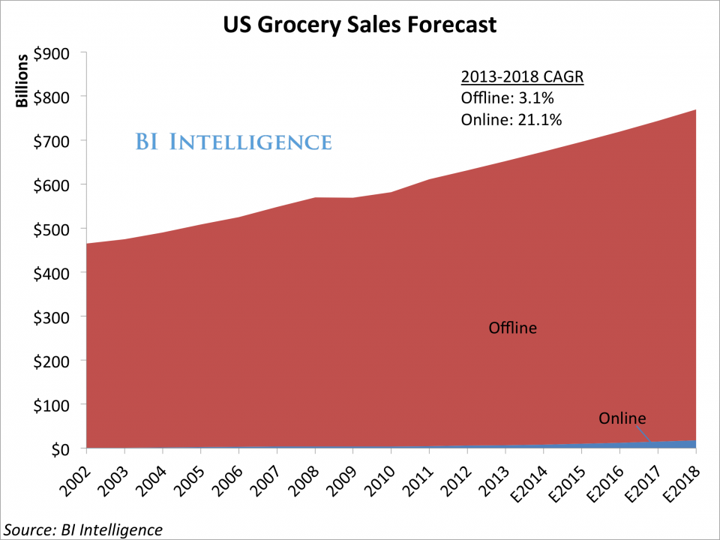 US Grocery Sales Forecast
Billions
$900
$800
$700
$600
$500
$400
$300
$200
$100
$0
2013-2018 CAGR
Offline: 3.1%
Online: 21.1%
BI INTELLIGENCE
Offline
Online
2002
2003
2004
2005
2006
2007
2008
2009
2010
2011
2012
2013
E2014
E2015
E2016
E2017
E2018
Source: BI Intelligence